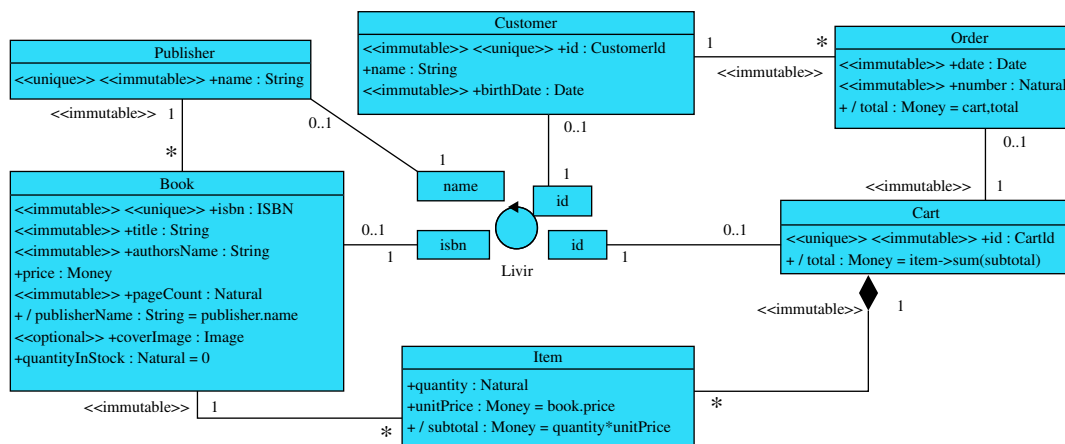 Customer
<<immutable>> <<unique>> +id : CustomerId
+name : String
<<immutable>> +birthDate : Date
1
*
<<immutable>>
Order
<<immutable>> +date : Date
<<immutable>> +number : Natural
+ / total : Money = cart,total
Publisher
<<unique>> <<immutable>> +name : String
<<immutable>>
1
*
0..1
1
name
0..1
1
id
0..1
<<immutable>>
1
Book
<<immutable>> <<unique>> +isbn : ISBN
<<immutable>> +title : String
<<immutable>> +authorsName : String
+price : Money
<<immutable>> +pageCount : Natural
+ / publisherName : String = publisher.name
<<optional>> +coverImage : Image
+quantityInStock : Natural = 0
0..1
1
isbn
Livir
id
1
0..1
Cart
<<unique>> <<immutable>> +id : CartId
+ / total : Money = item->sum(subtotal)
<<immutable>>
1
*
Item
+quantity : Natural
+unitPrice : Money = book.price
+ / subtotal : Money = quantity*unitPrice
<<immutable>>
1
*